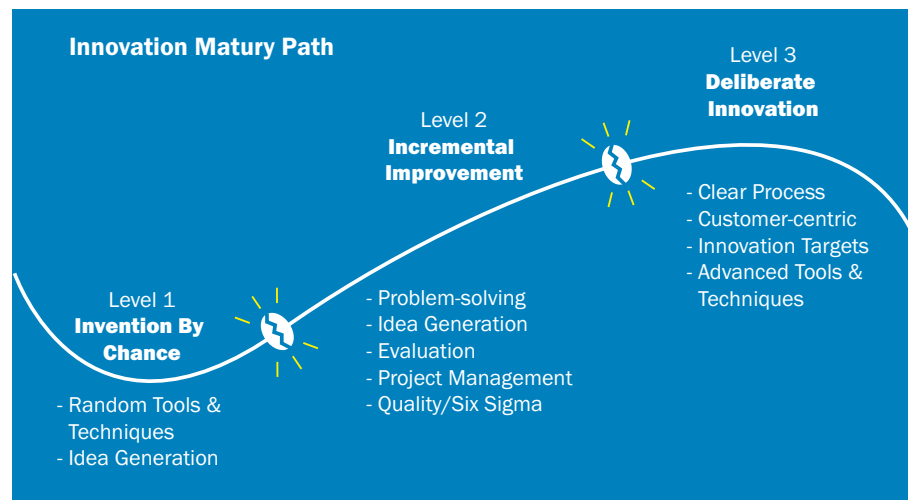 Innovation Matury Path
Level 1
Invention By
Chance
- Random Tools &
Techniques
- Idea Generation
Level 2
Incremental
Improvement
- Problem-solving
- Idea Generation
- Evaluation
- Project Management
- Quality/Six Sigma
Level 3
Deliberate
Innovation
- Clear Process
- Customer-centric
- Innovation Targets
- Advanced Tools &
Techniques